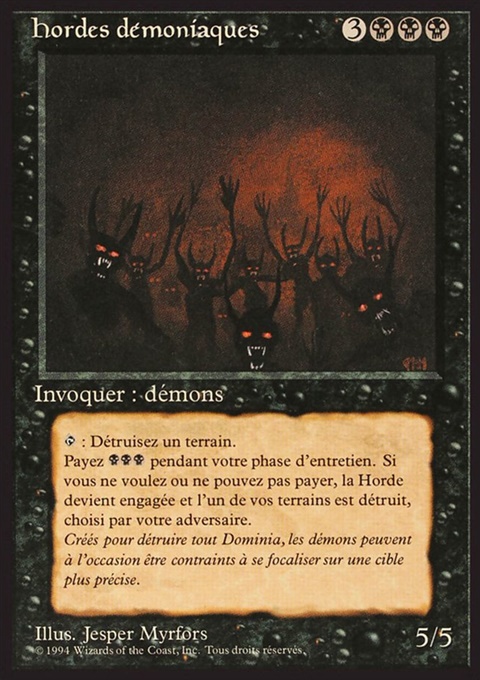 Hordes démoniaques 3
Invoquer : démons
: Détruisez un terrain.
Payez pendant votre phase d'entretien. Si
vous ne voulez ou ne pouvez pas payer, la Horde
devient engagée et l'un de vos terrains est détruit,
choisi par votre adversaire.
Créés pour détruire tout Dominia, les démons peuvent
à l'occasion être contraints à se focaliser sur une cible
plus précise.
Illus. Jesper Myrfors
© 1994 Wizards of the Coast, Inc. Tous droits réservés.
5/5